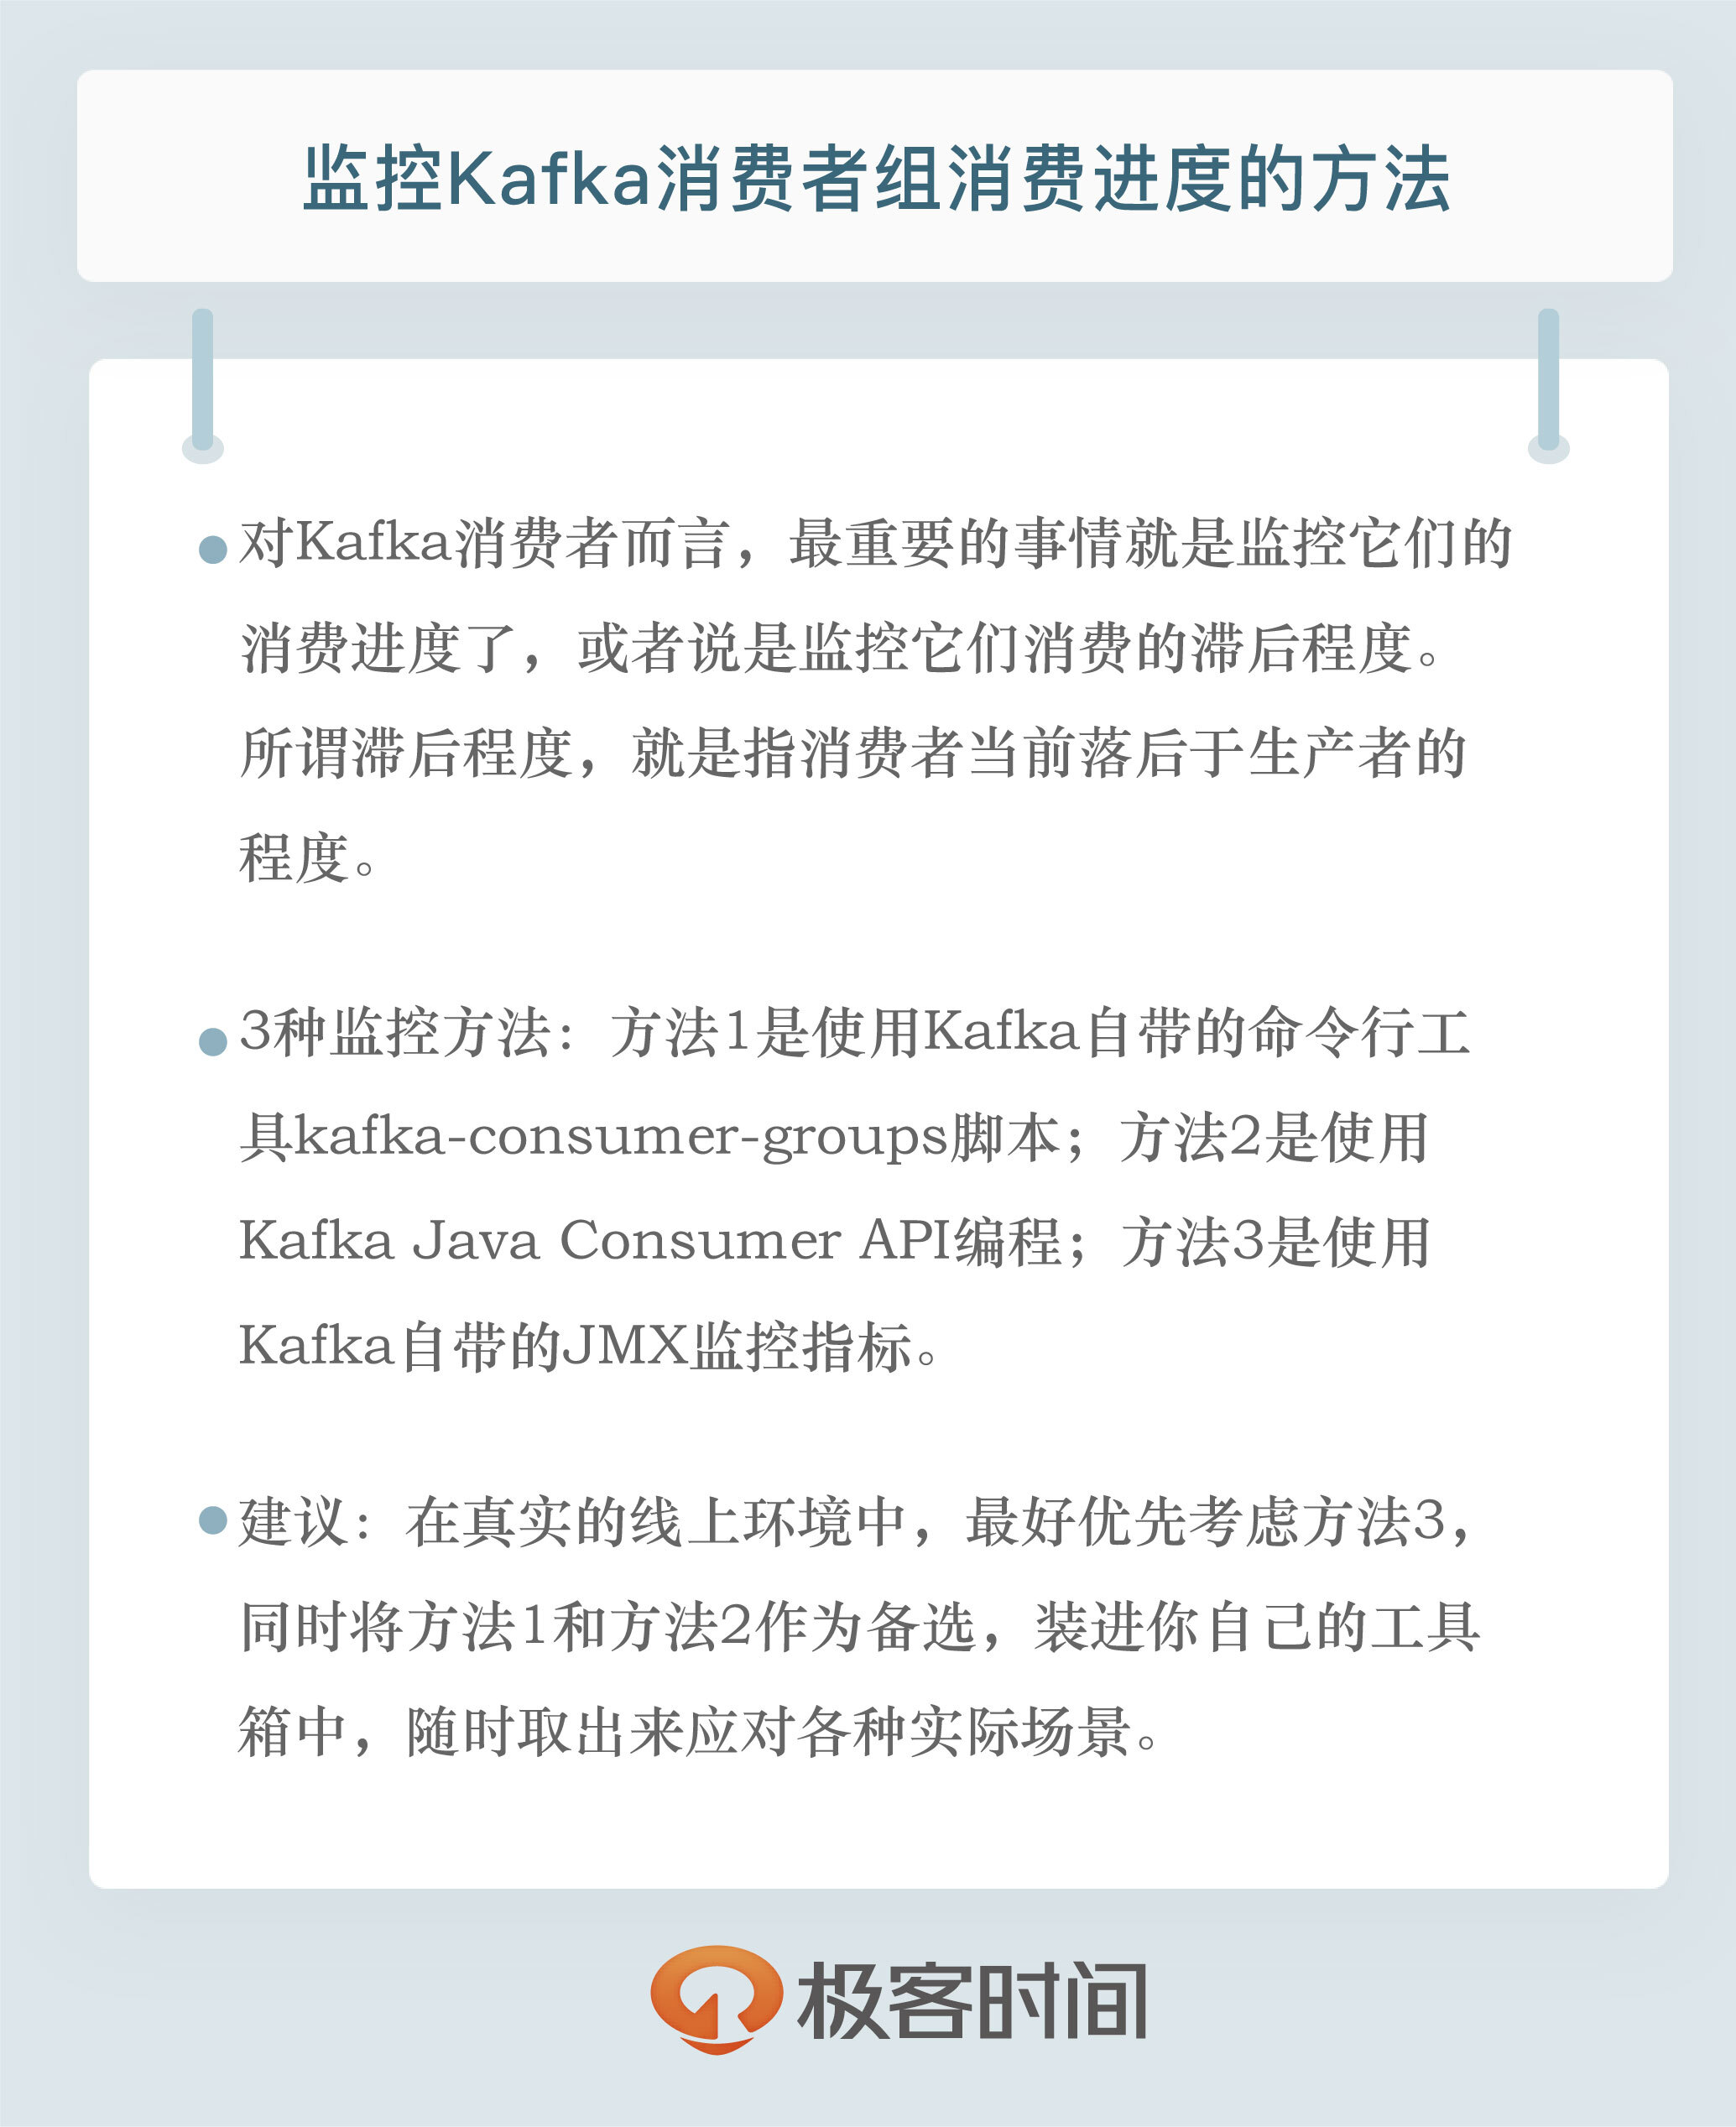 监控Kafka消费者组消费进度的方法
对Kafka消费者而言，最重要的事情就是监控它们的
消费进度了，或者说是监控它们消费的滞后程度。
所谓滞后程度，就是指消费者当前落后于生产者的
程度。
3种监控方法：方法1是使用Kafka自带的命令行工
具kafka-consumer-groups脚本；方法2是使用
Kafka Java Consumer API编程；方法3是使用
Kafka自带的JMX监控指标。
建议：在真实的线上环境中，最好优先考虑方法3，
同时将方法1和方法2作为备选，装进你自己的工具
箱中，随时取出来应对各种实际场景。
极客时间